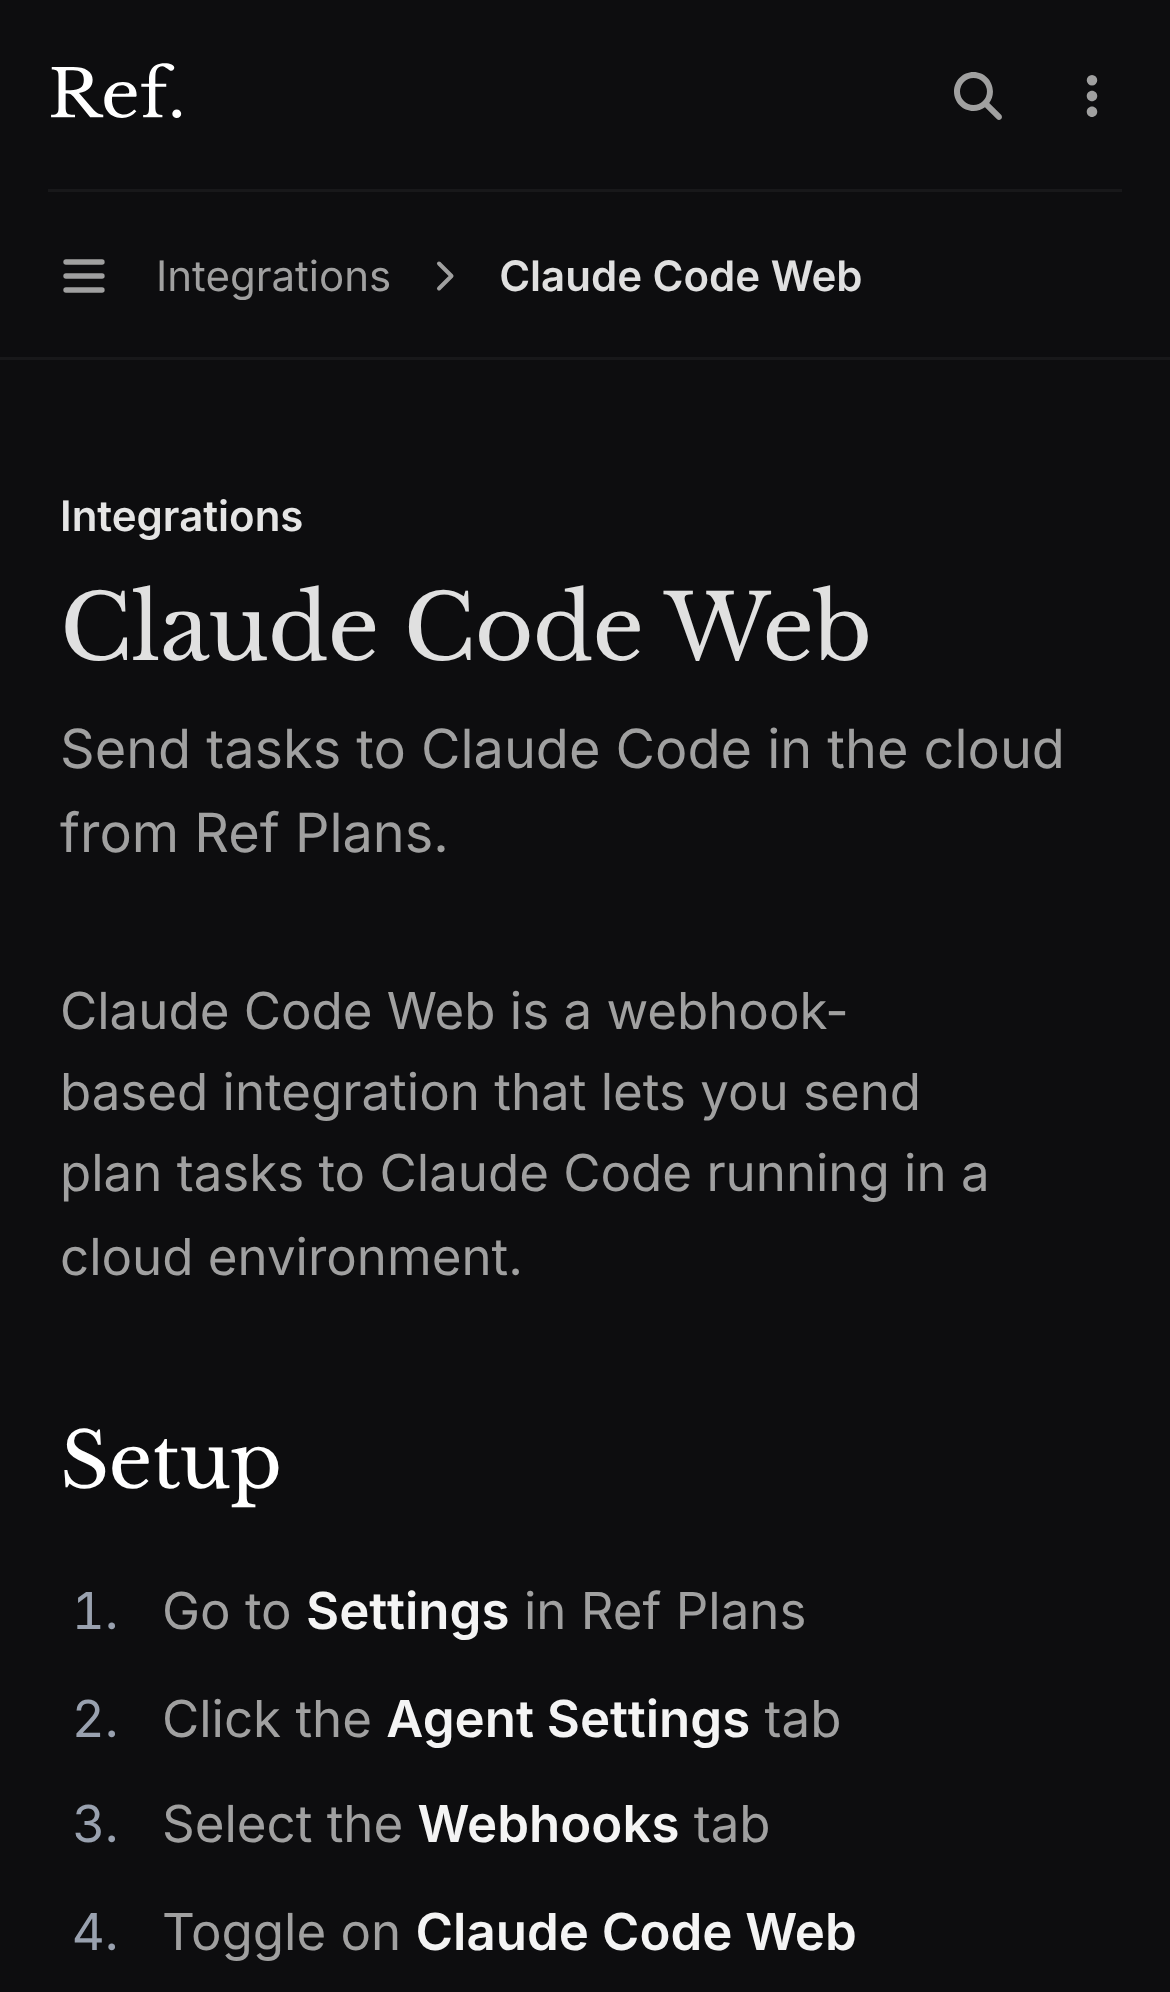 Ref.
Integrations > Claude Code Web
Integrations
Claude Code Web
Send tasks to Claude Code in the cloud
from Ref Plans.
Claude Code Web is a webhook-
based integration that lets you send
plan tasks to Claude Code running in a
cloud environment.
Setup
1. Go to Settings in Ref Plans
2. Click the Agent Settings tab
3. Select the Webhooks tab
4. Toggle on Claude Code Web